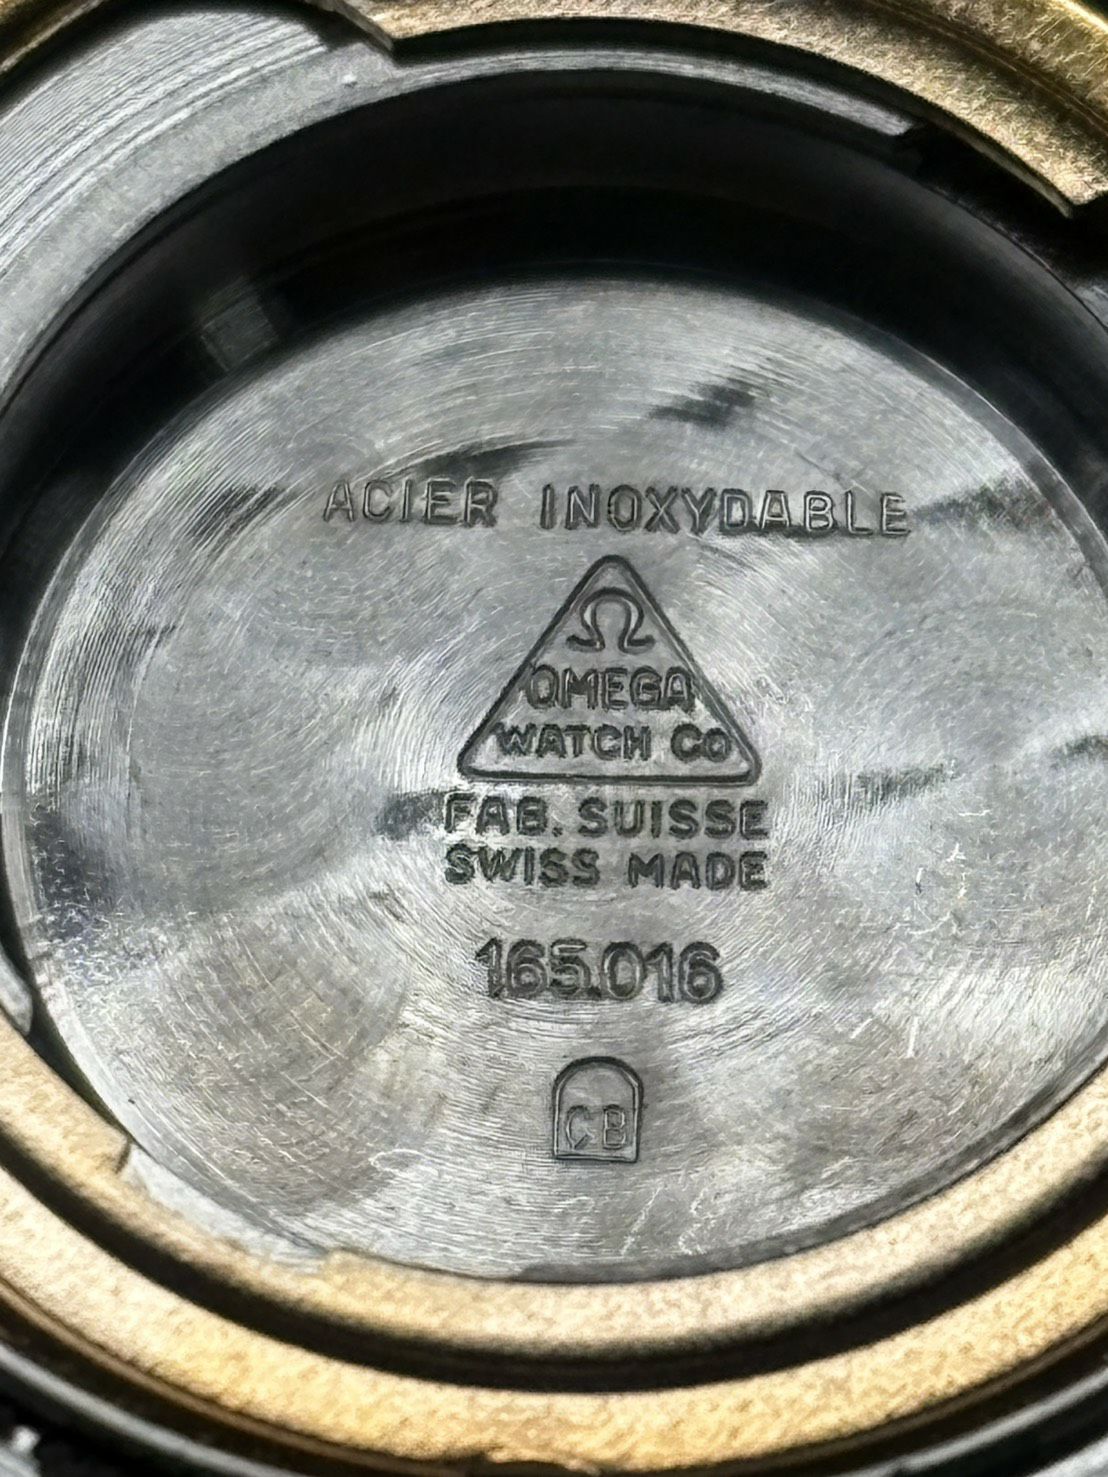 ACIER INOXYDABLE
Ω
OMEGA
WATCH CO
FAB. SUISSE
SWISS MADE
165.016
CB